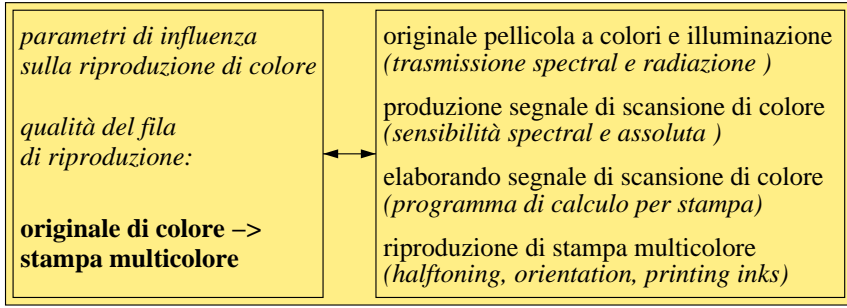 parametri di influenza
sulla riproduzione di colore
qualità del fila
di riproduzione:
originale di colore −>
stampa multicolore
originale pellicola a colori e illuminazione
(trasmissione spectral e radiazione )
produzione segnale di scansione di colore
(sensibilità spectral e assoluta )
elaborando segnale di scansione di colore
(programma di calculo per stampa)
riproduzione di stampa multicolore
(halftoning, orientation, printing inks)